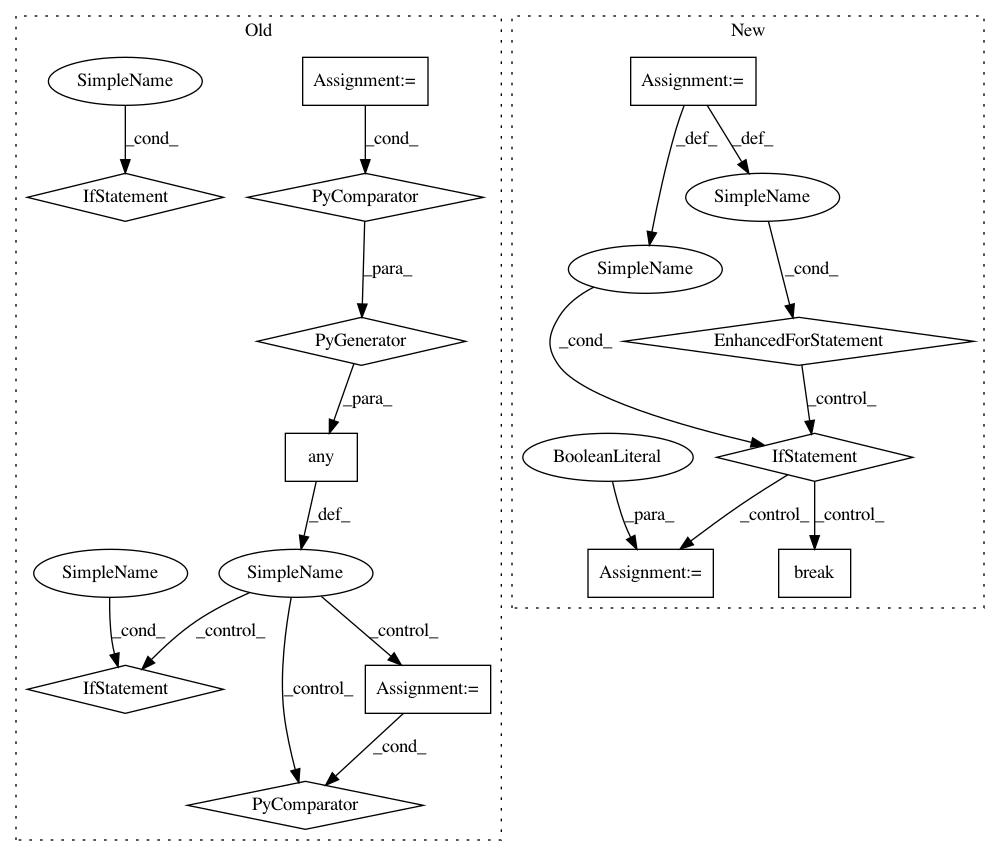 Old
New
SimpleName
Assignment:=
Assignment:=
_cond_
_cond_
_def_
_def_
IfStatement
PyComparator
SimpleName
_para_
SimpleName
_cond_
PyGenerator
_cond_
EnhancedForStatement
_para_
_control_
any
BooleanLiteral
IfStatement
_def_
_para_
_control_
_control_
SimpleName
SimpleName
Assignment:=
break
_cond_
_control_
_control_
IfStatement
_control_
Assignment:=
_cond_
PyComparator